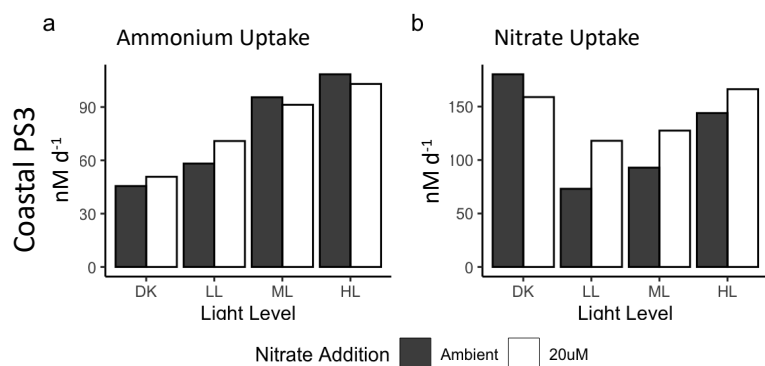 a
Ammonium Uptake
b
Nitrate Uptake
Coastal PS3
nM d-1
90
60
30
0
DK LL ML HL
Light Level
nM d-1
150
100
50
0
DK LL ML HL
Light Level
Nitrate Addition Ambient 20uM